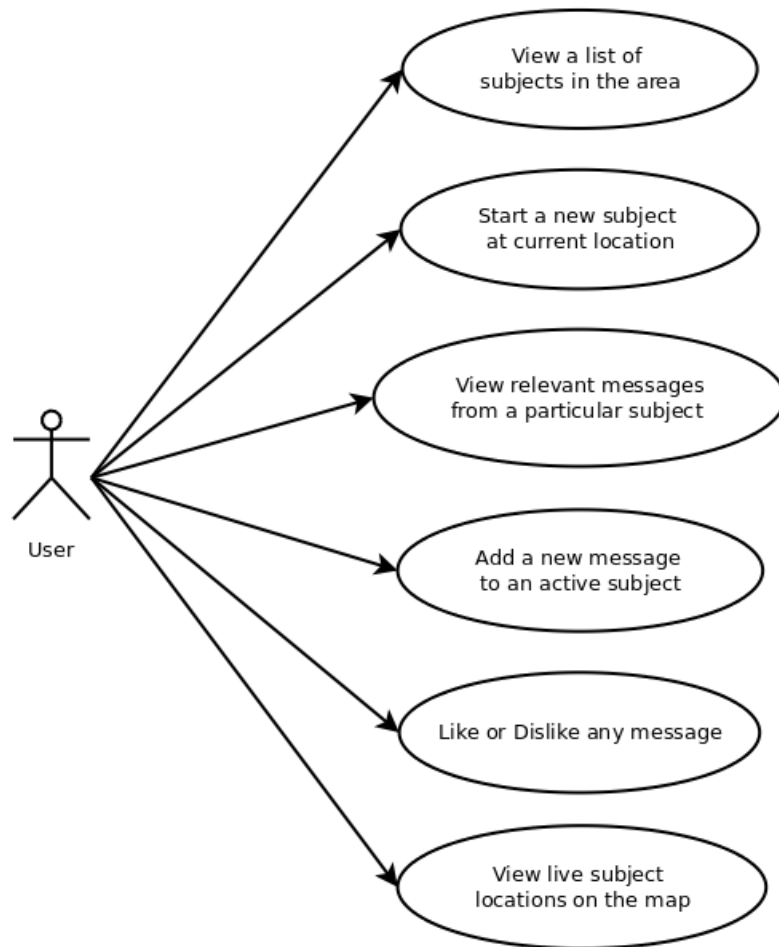 View a list of
subjects in the area
Start a new subject
at current location
View relevant messages
from a particular subject
User
Add a new message
to an active subject
Like or Dislike any message
View live subject
locations on the map